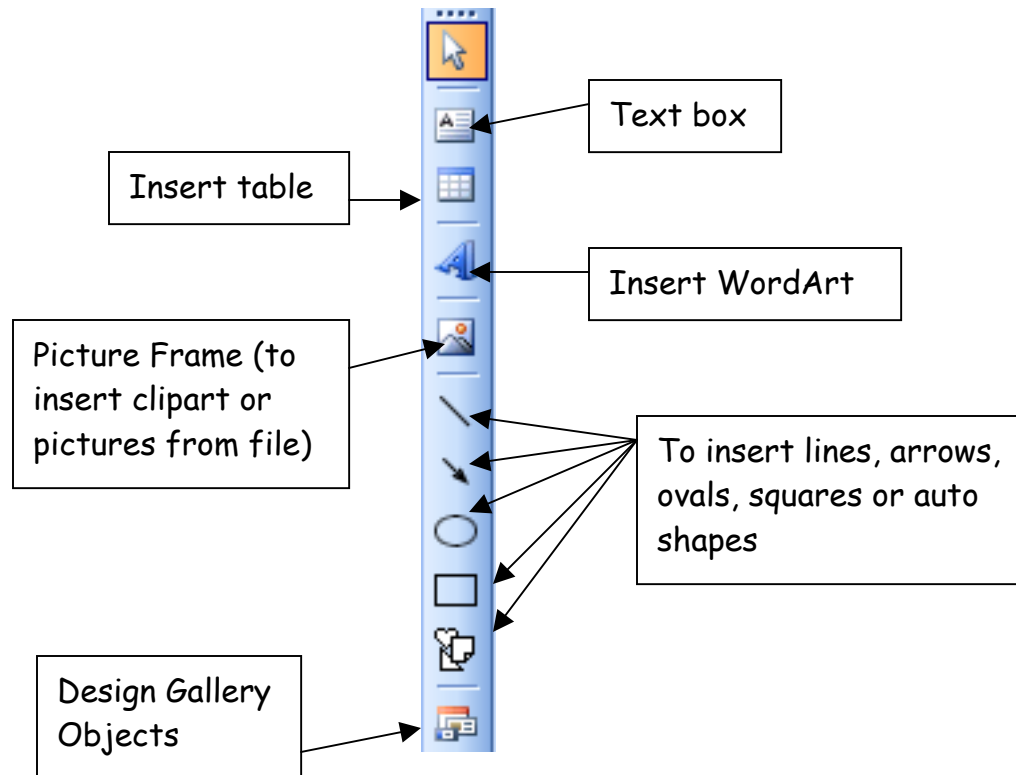 Text box
Insert table
Insert WordArt
Picture Frame (to
insert clipart or
pictures from file)
To insert lines, arrows,
ovals, squares or auto
shapes
Design Gallery
Objects